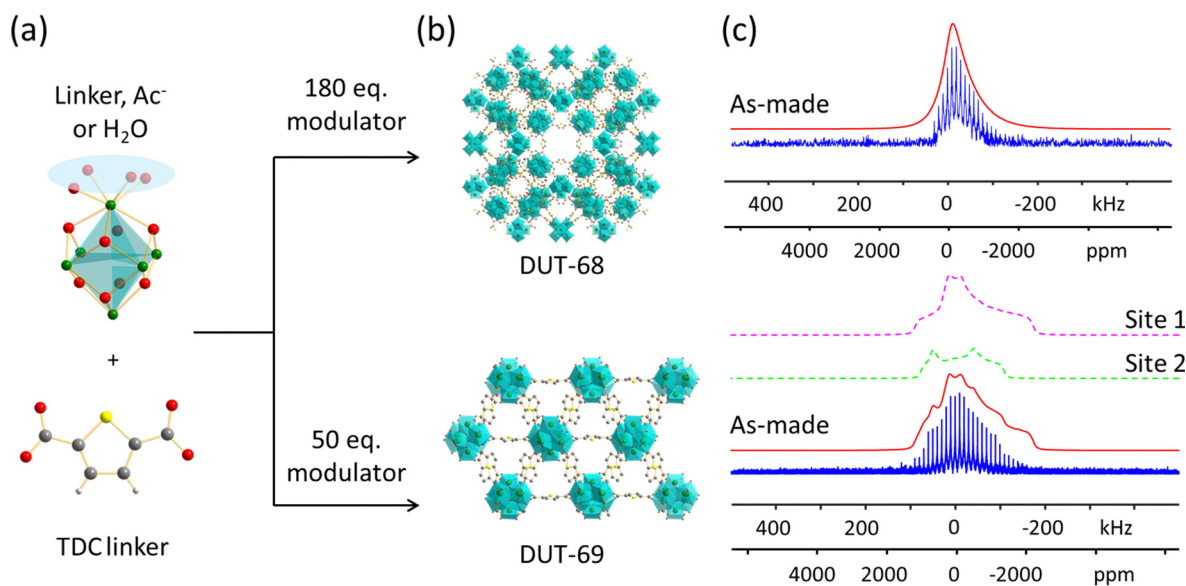 (a)
Linker, Ac⁻
or H₂O
+
TDC linker
180 eq.
modulator
50 eq.
modulator
(b)
DUT-68
DUT-69
(c)
As-made
400 200 0 -200 kHz
4000 2000 0 -2000 ppm
Site 1
Site 2
As-made
400 200 0 -200 kHz
4000 2000 0 -2000 ppm